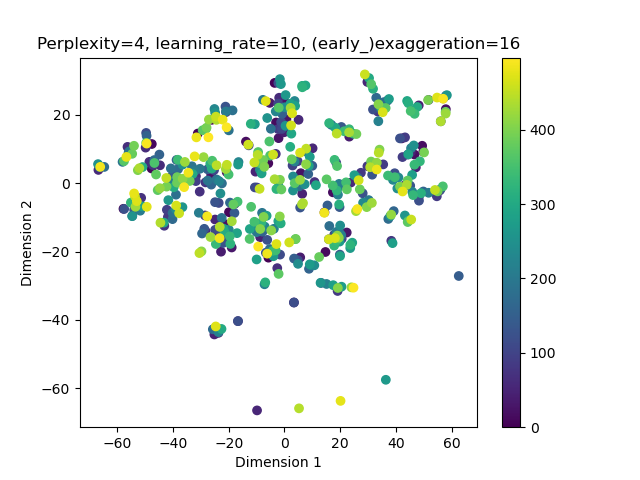 Perplexity=4, learning_rate=10, (early_)exaggeration=16
Dimension 2
20
0
−20
−40
−60
−60 −40 −20 0 20 40 60
Dimension 1
400
300
200
100
0